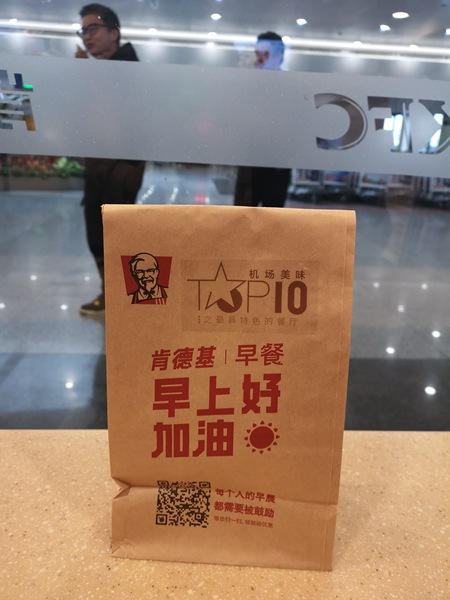 KFC
机场美味
TOP10
之最具特色的餐厅
肯德基 | 早餐
早上好
加油
每个人的早晨
都需要被鼓励